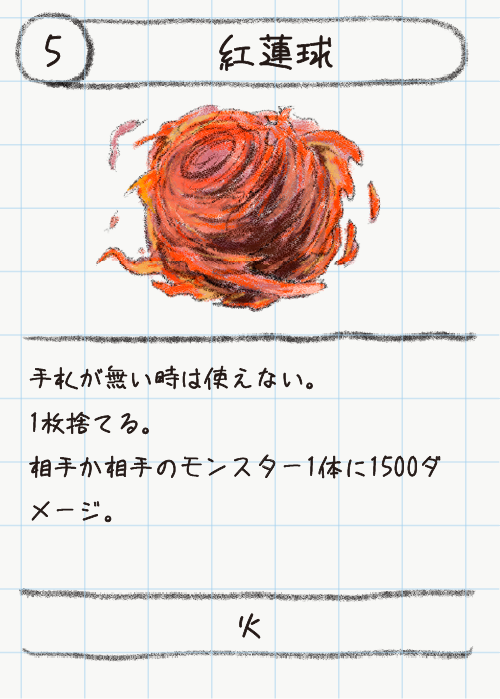 5
紅蓮球
手札が無い時は使えない。
1枚捨てる。
相手か相手のモンスター1体に1500ダ
メージ。
火